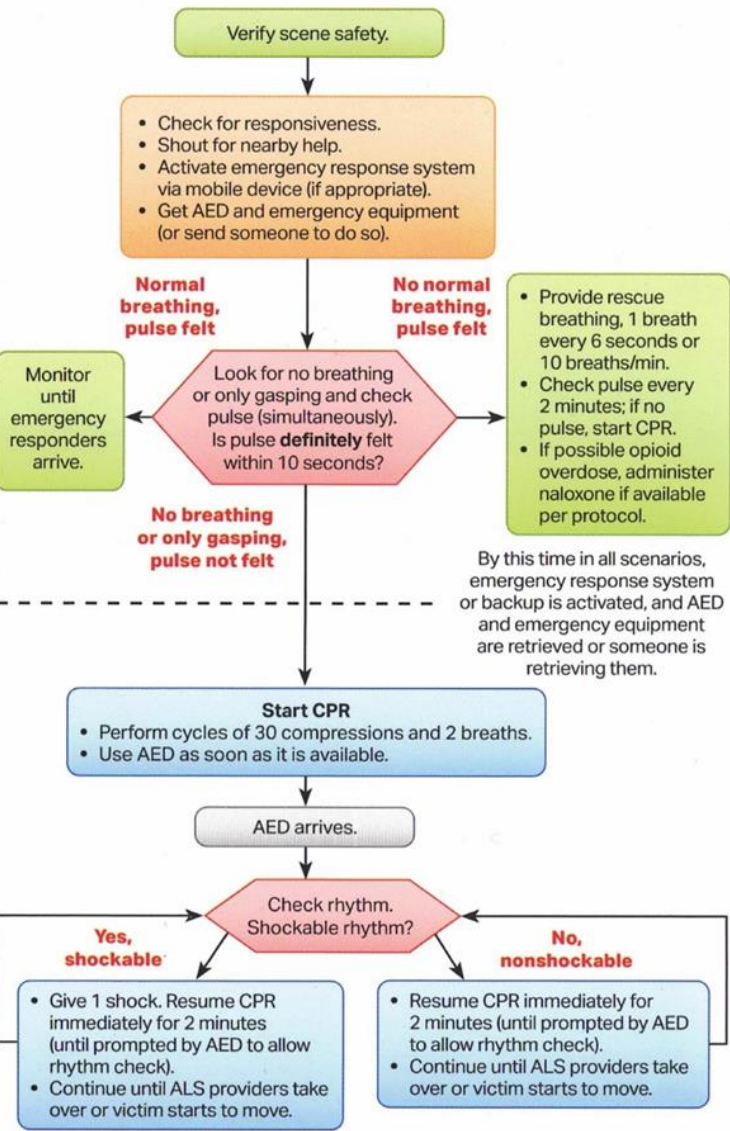 Verify scene safety.
• Check for responsiveness.
• Shout for nearby help.
• Activate emergency response system
via mobile device (if appropriate).
• Get AED and emergency equipment
(or send someone to do so).
Normal
breathing,
pulse felt
No normal
breathing,
pulse felt
Monitor
until
emergency
responders
arrive.
Look for no breathing
or only gasping and check
pulse (simultaneously).
Is pulse definitely felt
within 10 seconds?
• Provide rescue
breathing, 1 breath
every 6 seconds or
10 breaths/min.
• Check pulse every
2 minutes; if no
pulse, start CPR.
• If possible opioid
overdose, administer
naloxone if available
per protocol.
No breathing
or only gasping,
pulse not felt
By this time in all scenarios,
emergency response system
or backup is activated, and AED
and emergency equipment
are retrieved or someone is
retrieving them.
Start CPR
• Perform cycles of 30 compressions and 2 breaths.
• Use AED as soon as it is available.
AED arrives.
Check rhythm.
Shockable rhythm?
Yes,
shockable
No,
nonshockable
• Give 1 shock. Resume CPR
immediately for 2 minutes
(until prompted by AED to allow
rhythm check).
• Continue until ALS providers take
over or victim starts to move.
• Resume CPR immediately for
2 minutes (until prompted by AED
to allow rhythm check).
• Continue until ALS providers take
over or victim starts to move.